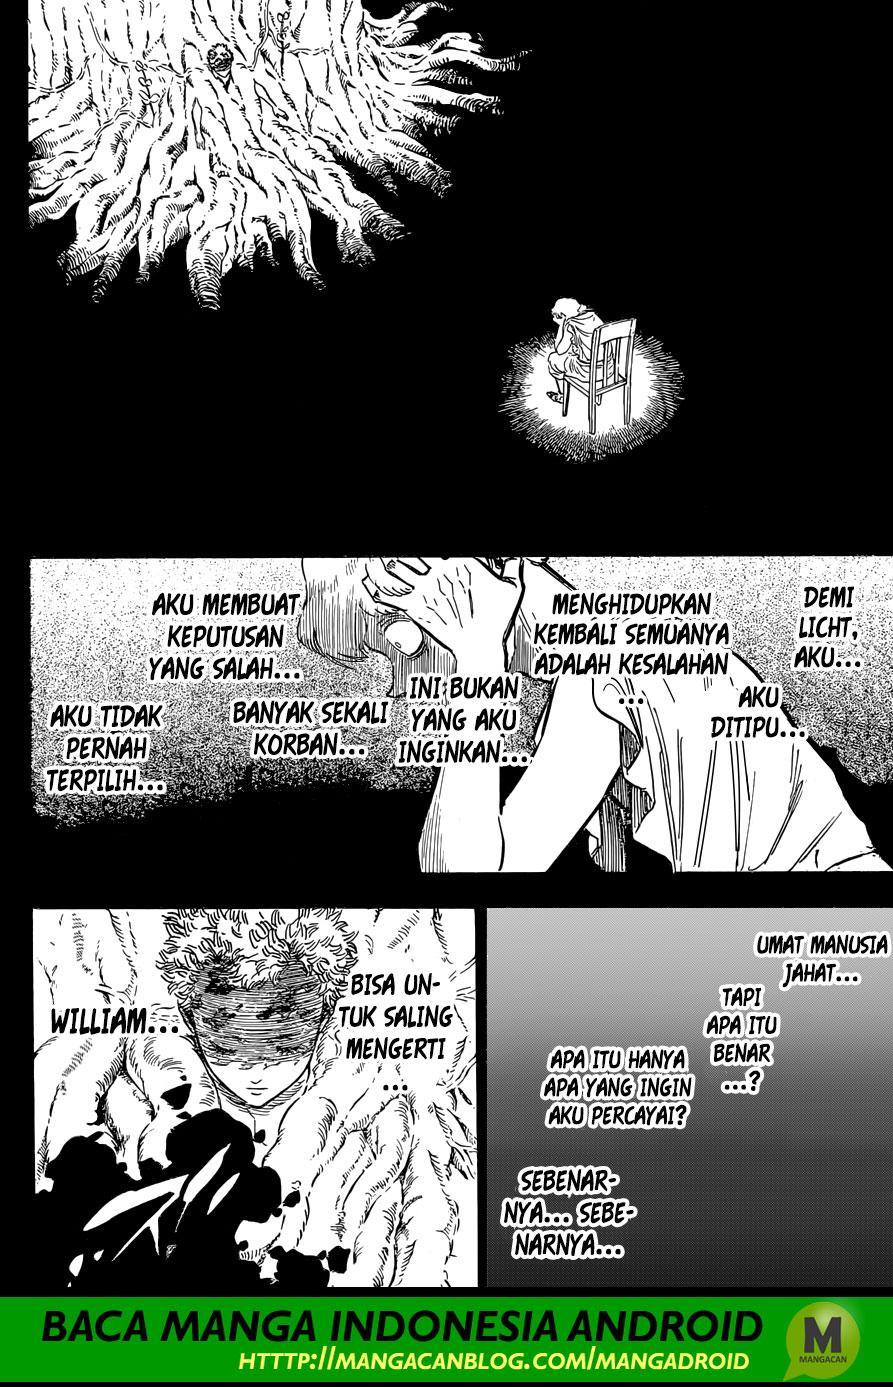 DEMI
LICHT,
AKU...
AKU
DITIPU...
MENGHIDUPKAN
KEMBALI SEMUANYA
ADALAH KESALAHAN
...
INI BUKAN
YANG AKU
INGINKAN...
AKU MEMBUAT
KEPUTUSAN
YANG SALAH...
BANYAK SEKALI
KORBAN...
AKU TIDAK
PERNAH
TERPILIH...
UMAT MANUSIA
JAHAT...
TAPI
APA ITU
BENAR
...?
APA ITU HANYA
APA YANG INGIN
AKU PERCAYAI?
SEBENAR-
NYA... SEBE-
NARNYA...
BISA UN-
TUK SALING
MENGERTI
...
WILLIAM...
BACA MANGA INDONESIA ANDROID
HTTTP://MANGACANBLOG.COM/MANGADROID
M
MANGACAN